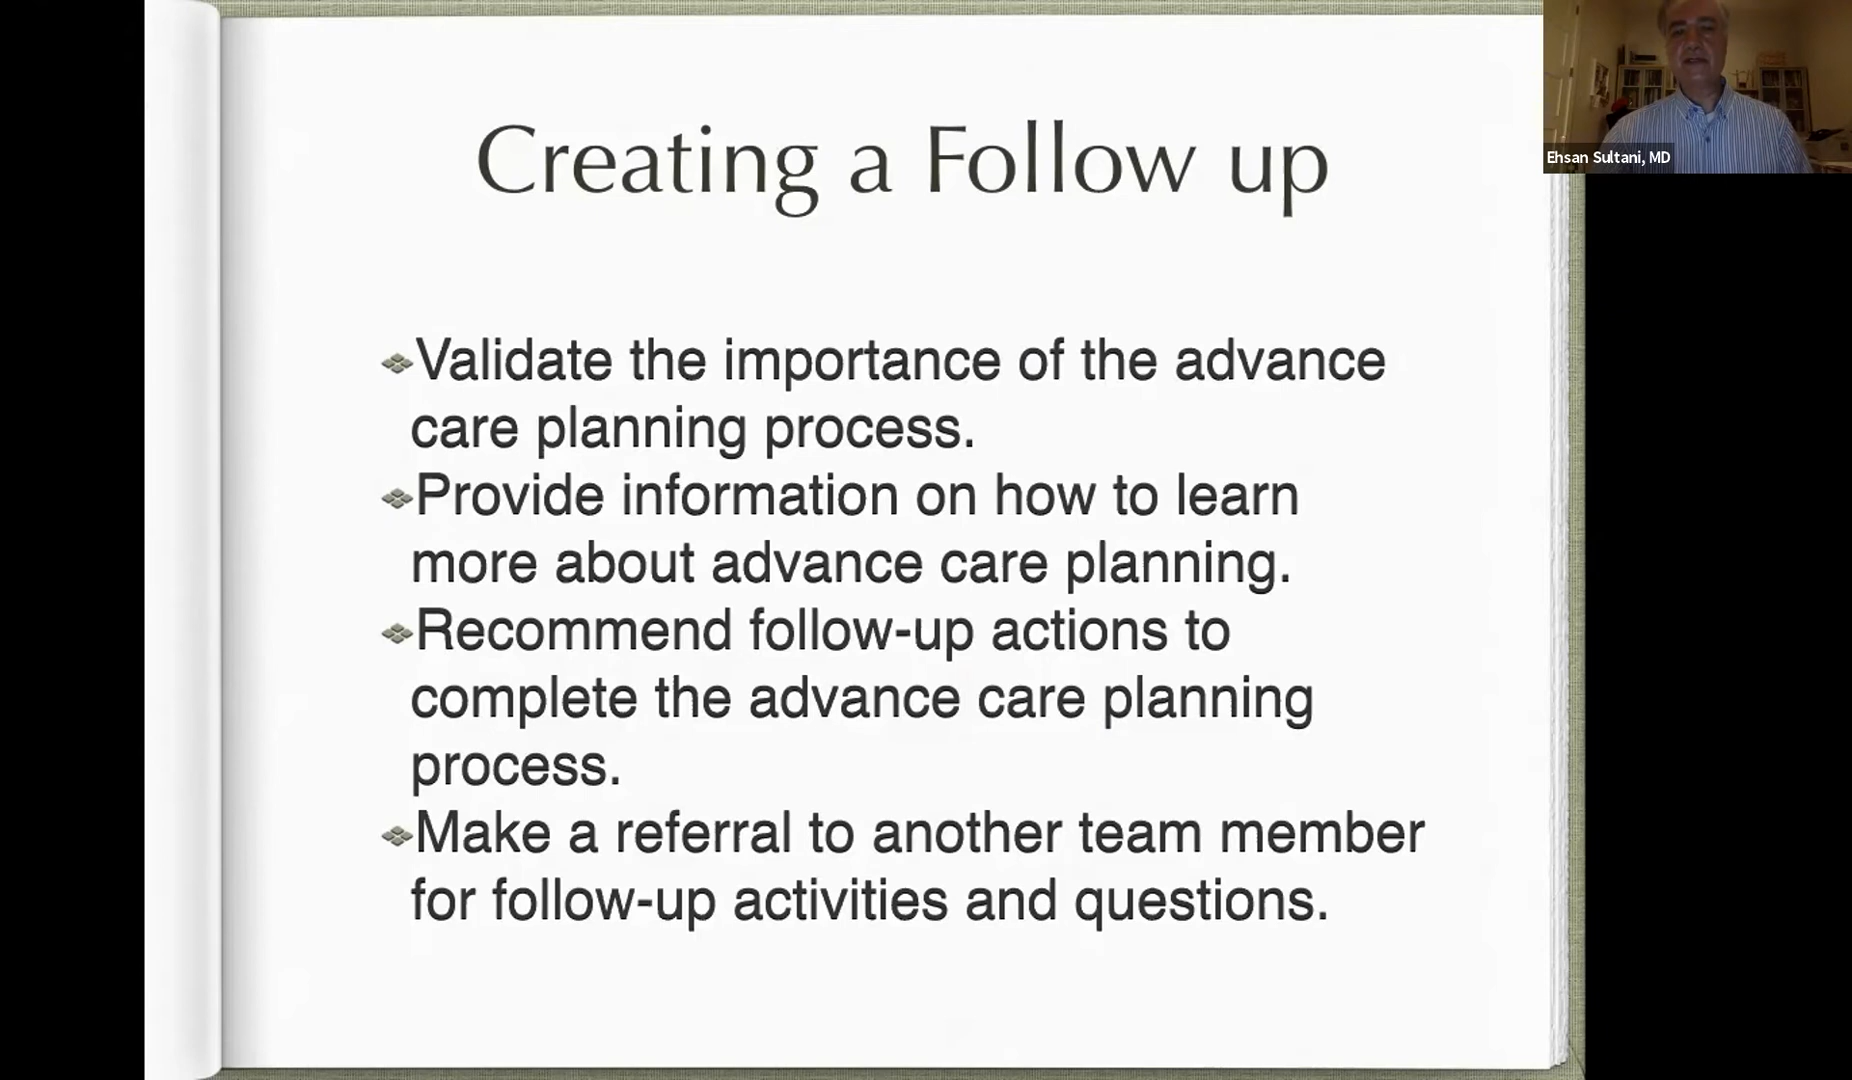 Creating a Follow up
Validate the importance of the advance
care planning process.
Provide information on how to learn
more about advance care planning.
Recommend follow-up actions to
complete the advance care planning
process.
Make a referral to another team member
for follow-up activities and questions.
Ehsan Sultani, MD